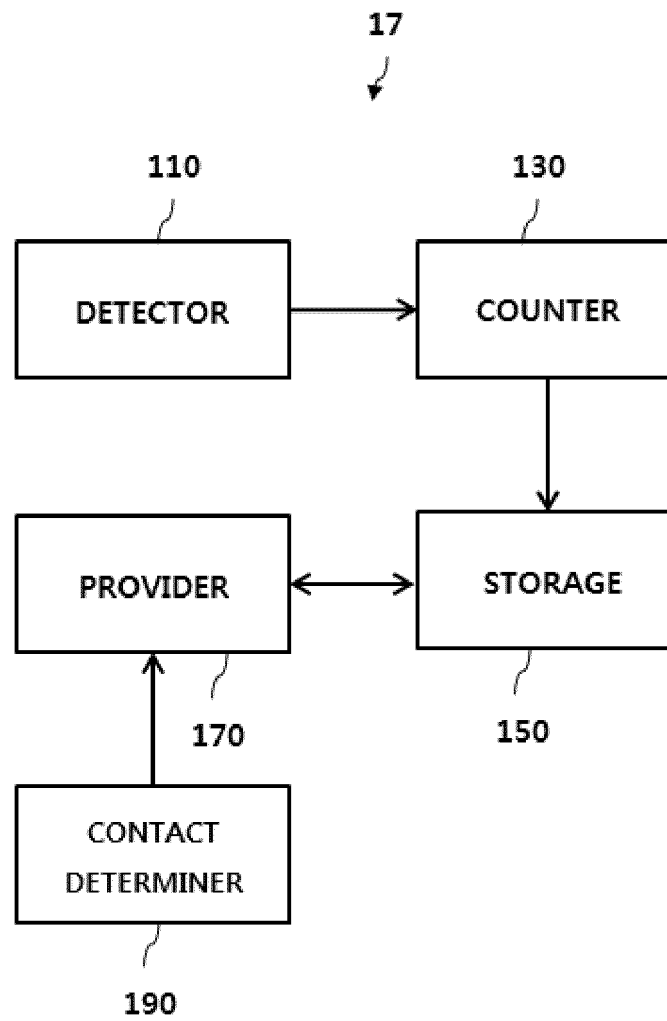 17
110
130
DETECTOR
COUNTER
PROVIDER
STORAGE
170
150
CONTACT
DETERMINER
190